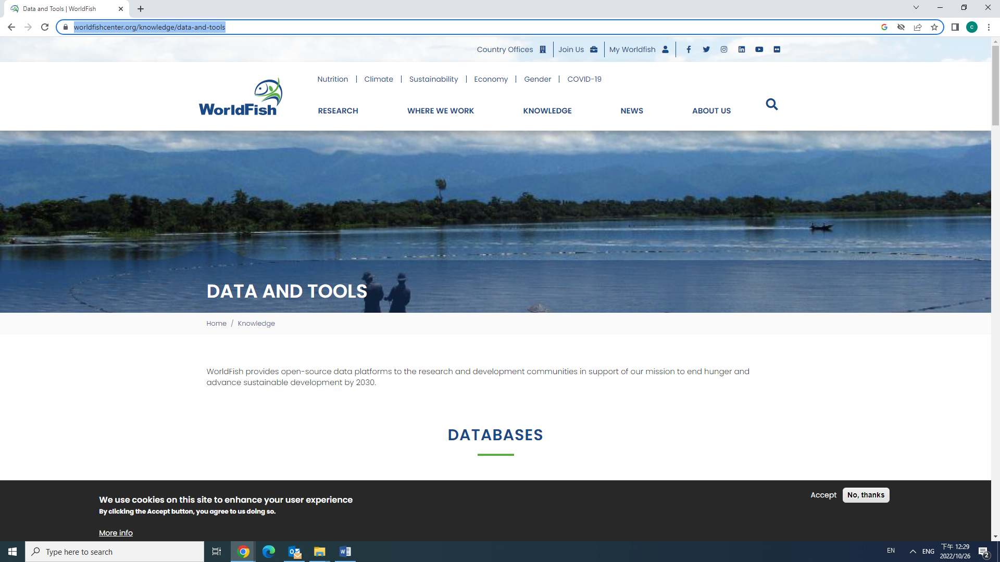 Data and Tools | WorldFish
worldfishcenter.org/knowledge/data-and-tools
C
Country Offices
Join Us
My Worldfish
Nutrition
Climate
Sustainability
Economy
Gender
COVID-19
WorldFish
RESEARCH
WHERE WE WORK
KNOWLEDGE
NEWS
ABOUT US
DATA AND TOOLS
Home / Knowledge
WorldFish provides open-source data platforms to the research and development communities in support of our mission to end hunger and
advance sustainable development by 2030.
DATABASES
We use cookies on this site to enhance your user experience
By clicking the Accept button, you agree to us doing so.
More info
Accept
No, thanks
Type here to search
EN
ENG
下午 12:29
2022/10/26
2